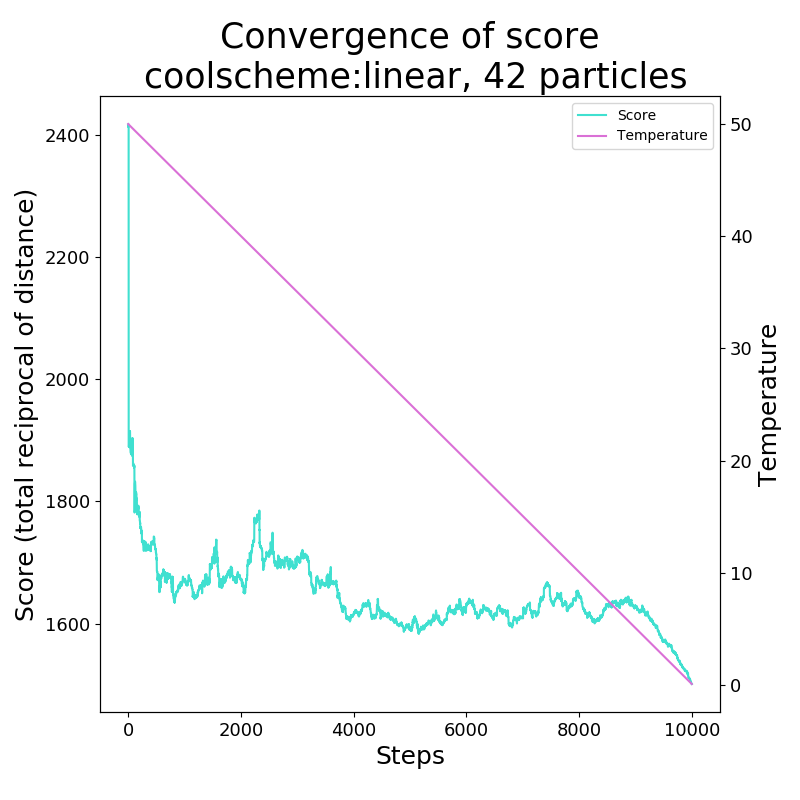 Convergence of score
coolscheme:linear, 42 particles
Score
Temperature
2400
2200
2000
1800
1600
Score (total reciprocal of distance)
50
40
30
20
10
0
Temperature
0
2000
4000
6000
8000
10000
Steps